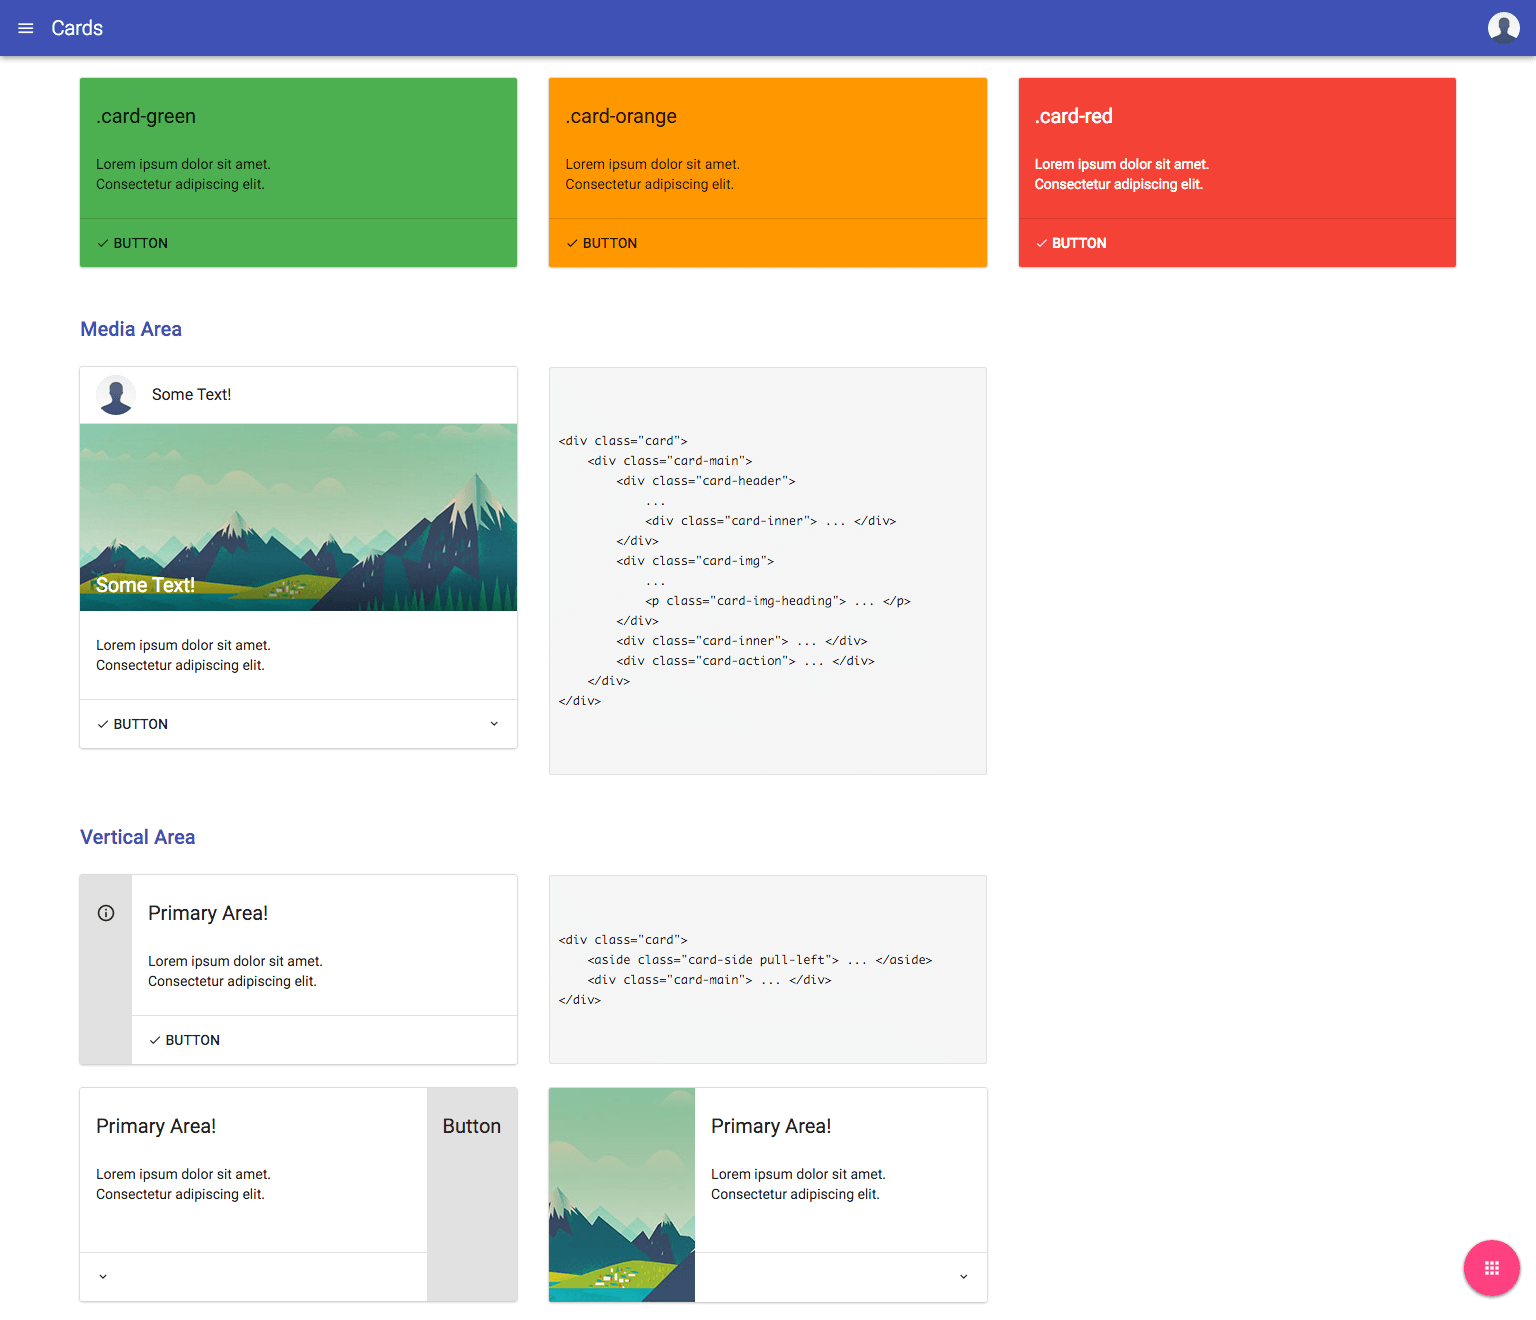 Cards
.card-green
Lorem ipsum dolor sit amet.
Consectetur adipiscing elit.
BUTTON
.card-orange
Lorem ipsum dolor sit amet.
Consectetur adipiscing elit.
BUTTON
.card-red
Lorem ipsum dolor sit amet.
Consectetur adipiscing elit.
BUTTON
Media Area
Some Text!
Some Text!
Lorem ipsum dolor sit amet.
Consectetur adipiscing elit.
BUTTON
<div class="card">
    <div class="card-main">
        <div class="card-header">
            ...
            <div class="card-inner"> ... </div>
        </div>
        <div class="card-img">
            ...
            <p class="card-img-heading"> ... </p>
        </div>
        <div class="card-inner"> ... </div>
        <div class="card-action"> ... </div>
    </div>
</div>
Vertical Area
Primary Area!
Lorem ipsum dolor sit amet.
Consectetur adipiscing elit.
BUTTON
<div class="card">
    <aside class="card-side pull-left"> ... </aside>
    <div class="card-main"> ... </div>
</div>
Primary Area!
Lorem ipsum dolor sit amet.
Consectetur adipiscing elit.
Button
Primary Area!
Lorem ipsum dolor sit amet.
Consectetur adipiscing elit.